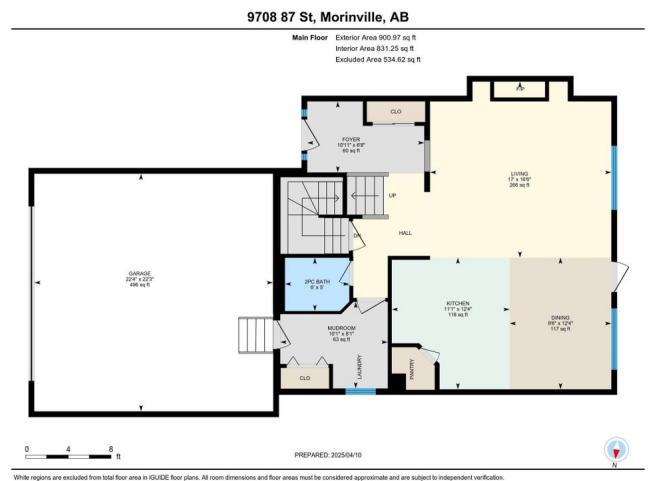 9708 87 St, Morinville, AB
Main Floor Exterior Area 900.97 sq ft
Interior Area 831.25 sq ft
Excluded Area 534.62 sq ft
F/P
CLO
FOYER
10'11" x 6'8"
60 sq ft
LIVING
17' x 16'6"
266 sq ft
UP
HALL
DN
GARAGE
22'4" x 22'3"
496 sq ft
2PC BATH
6' x 5'
KITCHEN
11'1" x 12'4"
118 sq ft
DINING
9'6" x 12'4"
117 sq ft
MUDROOM
10'1" x 8'1"
63 sq ft
LAUNDRY
PANTRY
CLO
0 4 8
ft
PREPARED: 2025/04/10
N
White regions are excluded from total floor area in iGUIDE floor plans. All room dimensions and floor areas must be considered approximate and are subject to independent verification.